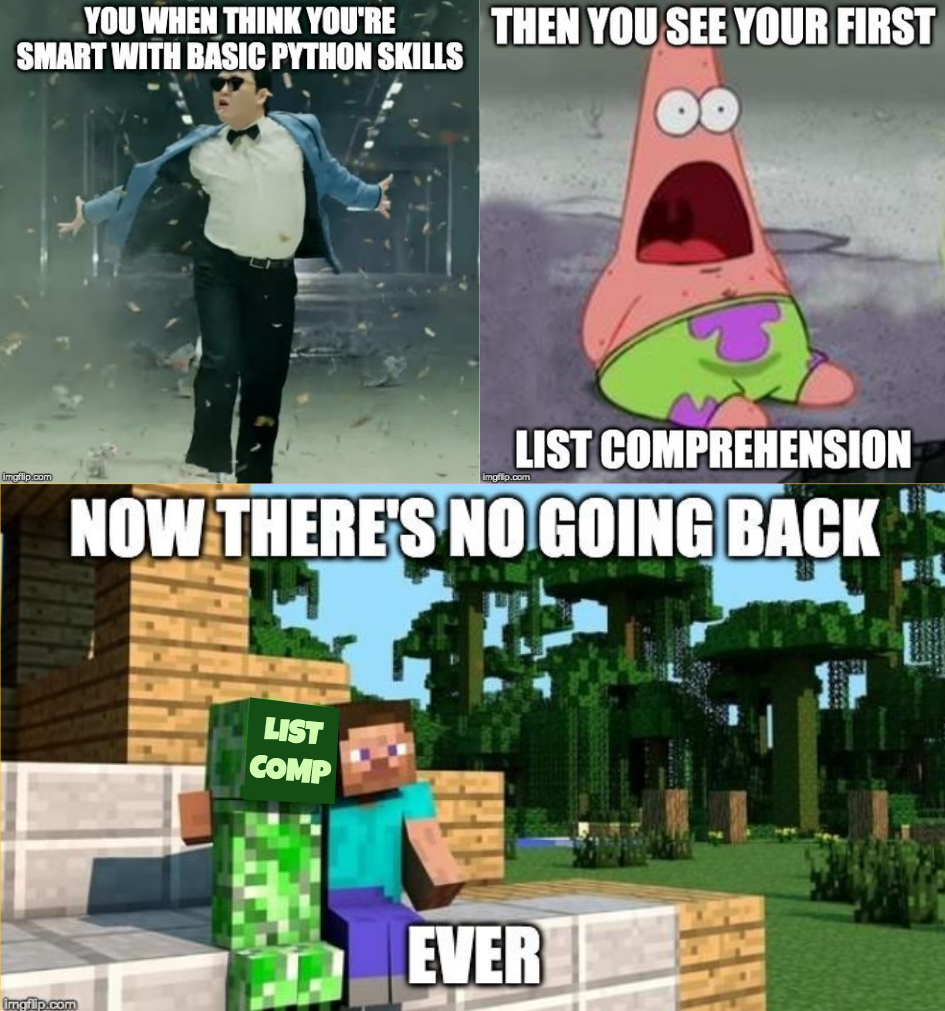 YOU WHEN THINK YOU'RE
SMART WITH BASIC PYTHON SKILLS
imgflip.com
THEN YOU SEE YOUR FIRST
LIST COMPREHENSION
imgflip.com
NOW THERE'S NO GOING BACK
LIST
COMP
EVER
imgflip.com